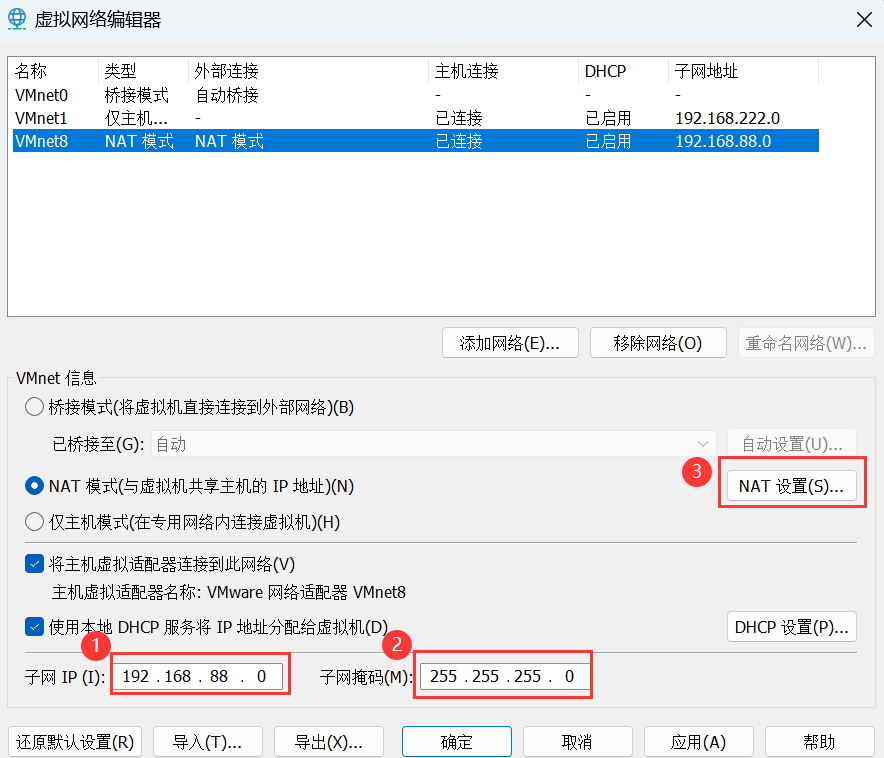 虚拟网络编辑器
名称 类型 外部连接 主机连接 DHCP 子网地址
VMnet0 桥接模式 自动桥接 - - -
VMnet1 仅主机... - 已连接 已启用 192.168.222.0
VMnet8 NAT 模式 NAT 模式 已连接 已启用 192.168.88.0
添加网络(E)... 移除网络(O) 重命名网络(W)...
VMnet 信息
桥接模式(将虚拟机直接连接到外部网络)(B)
已桥接至(G): 自动 自动设置(U)...
3
NAT 模式(与虚拟机共享主机的 IP 地址)(N) NAT 设置(S)...
仅主机模式(在专用网络内连接虚拟机)(H)
将主机虚拟适配器连接到此网络(V)
主机虚拟适配器名称: VMware 网络适配器 VMnet8
使用本地 DHCP 服务将 IP 地址分配给虚拟机(D) DHCP 设置(P)...
1 2
子网 IP (I): 192 . 168 . 88 . 0 子网掩码(M): 255 . 255 . 255 . 0
还原默认设置(R) 导入(T)... 导出(X)... 确定 取消 应用(A) 帮助